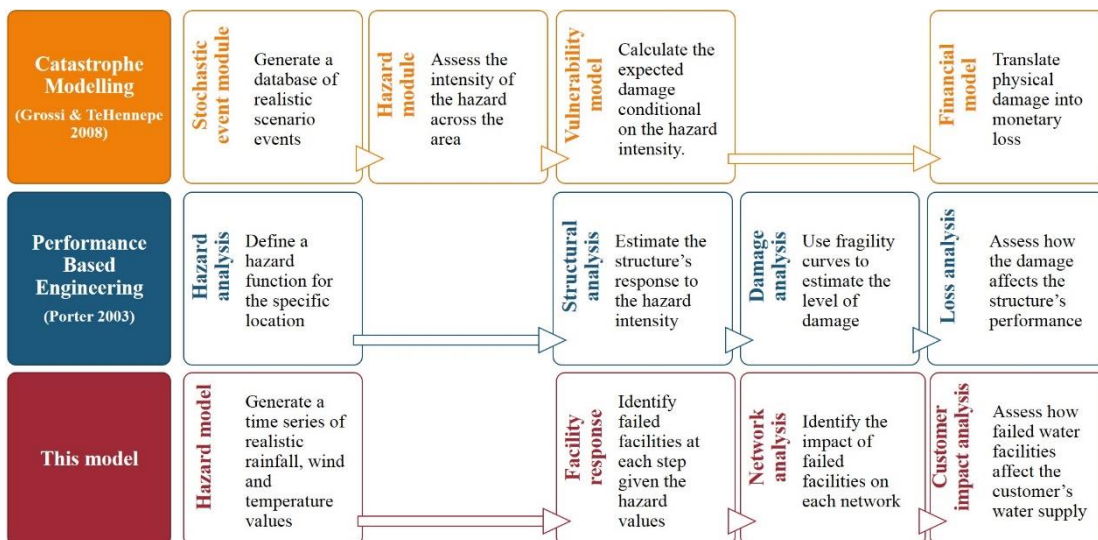 Catastrophe
Modelling
(Grossi & TeHennepe
2008)
Stochastic
event module
Generate a
database of
realistic
scenario
events
Hazard
module
Assess the
intensity of
the hazard
across the
area
Vulnerability
model
Calculate the
expected
damage
conditional
on the hazard
intensity.
Financial
model
Translate
physical
damage into
monetary
loss
Performance
Based
Engineering
(Porter 2003)
Hazard
analysis
Define a
hazard
function for
the specific
location
Structural
analysis
Estimate the
structure's
response to
the hazard
intensity
Damage
analysis
Use fragility
curves to
estimate the
level of
damage
Loss analysis
Assess how
the damage
affects the
structure's
performance
This model
Hazard model
Generate a
time series of
realistic
rainfall, wind
and
temperature
values
Facility
response
Identify
failed
facilities at
each step
given the
hazard
values
Network
analysis
Identify the
impact of
failed
facilities on
each network
Customer
impact analysis
Assess how
failed water
facilities
affect the
customer's
water supply